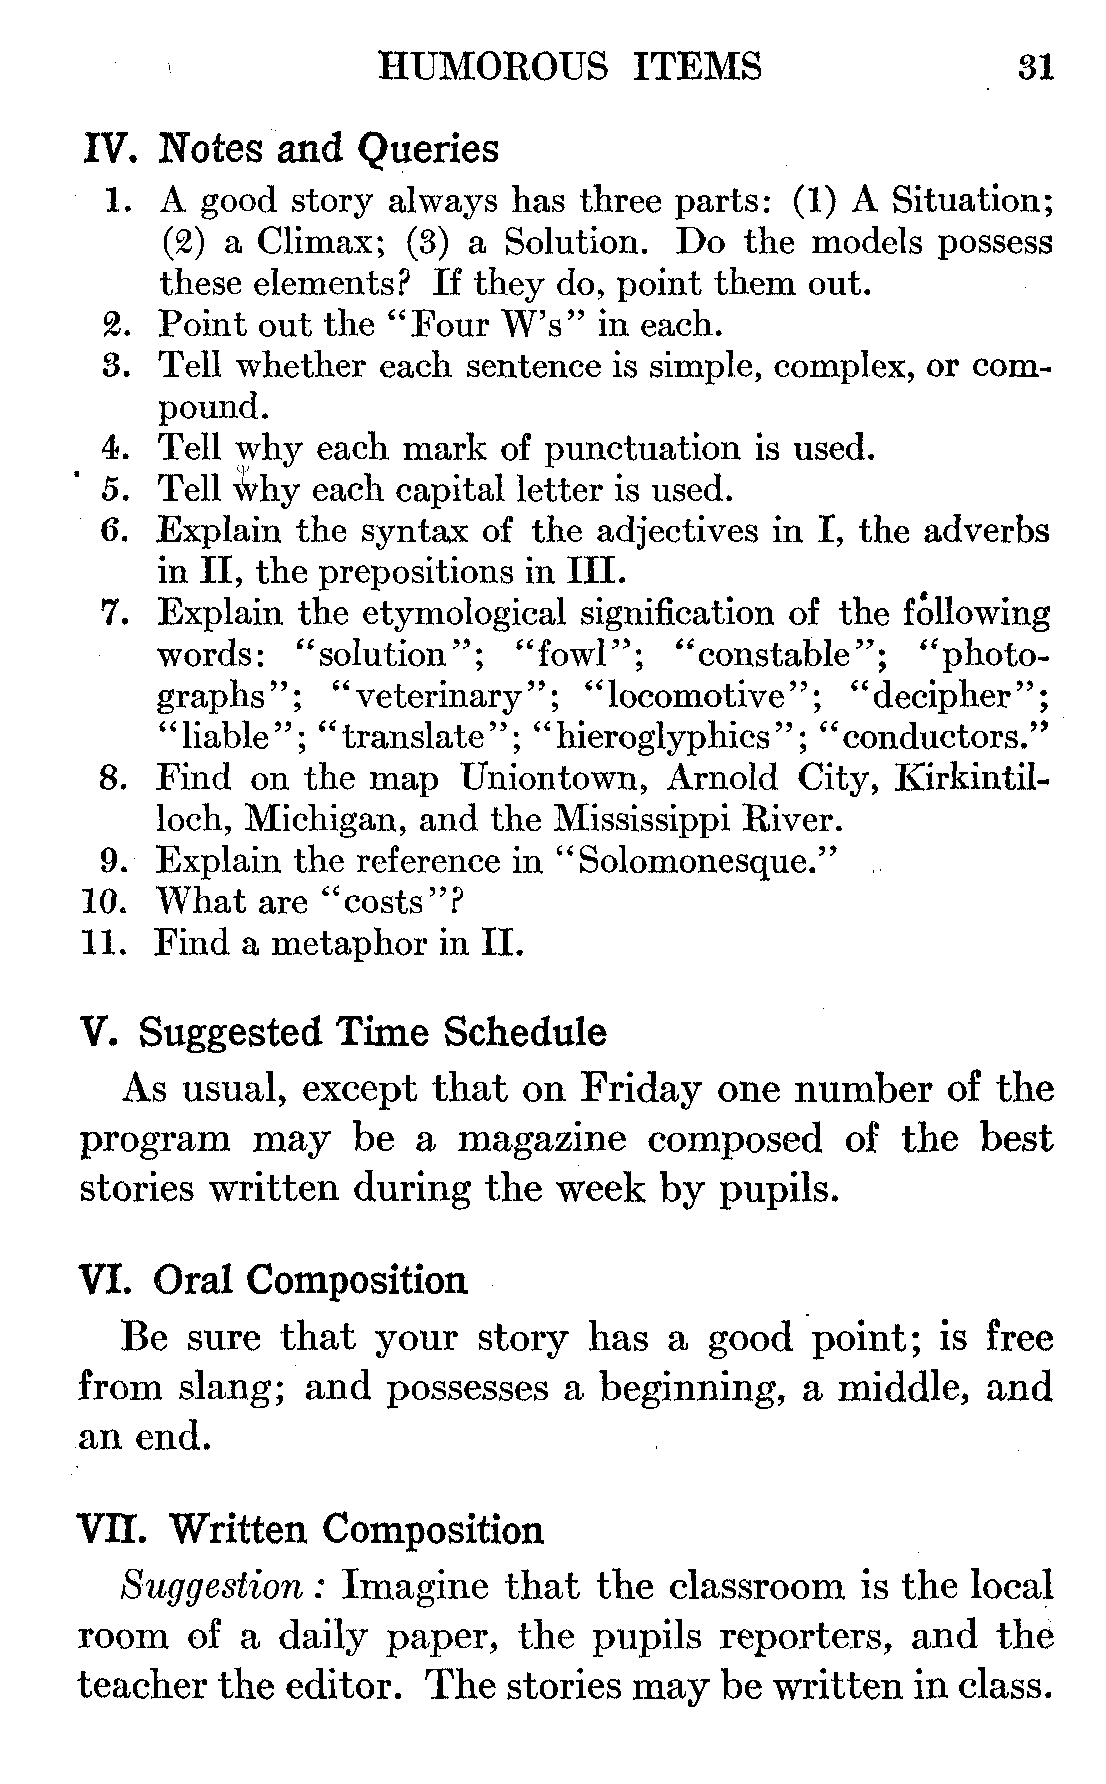 HUMOROUS ITEMS 31
IV. Notes and Queries
1. A good story always has three parts: (1) A Situation;
(2) a Climax; (3) a Solution. Do the models possess
these elements? If they do, point them out.
2. Point out the "Four W's" in each.
3. Tell whether each sentence is simple, complex, or com-
pound.
4. Tell why each mark of punctuation is used.
5. Tell why each capital letter is used.
6. Explain the syntax of the adjectives in I, the adverbs
in II, the prepositions in III.
7. Explain the etymological signification of the following
words: "solution"; "fowl"; "constable"; "photo-
graphs"; "veterinary"; "locomotive"; "decipher";
"liable"; "translate"; "hieroglyphics"; "conductors."
8. Find on the map Uniontown, Arnold City, Kirkintil-
loch, Michigan, and the Mississippi River.
9. Explain the reference in "Solomonesque."
10. What are "costs"?
11. Find a metaphor in II.
V. Suggested Time Schedule
As usual, except that on Friday one number of the
program may be a magazine composed of the best
stories written during the week by pupils.
VI. Oral Composition
Be sure that your story has a good point; is free
from slang; and possesses a beginning, a middle, and
an end.
VII. Written Composition
Suggestion: Imagine that the classroom is the local
room of a daily paper, the pupils reporters, and the
teacher the editor. The stories may be written in class.